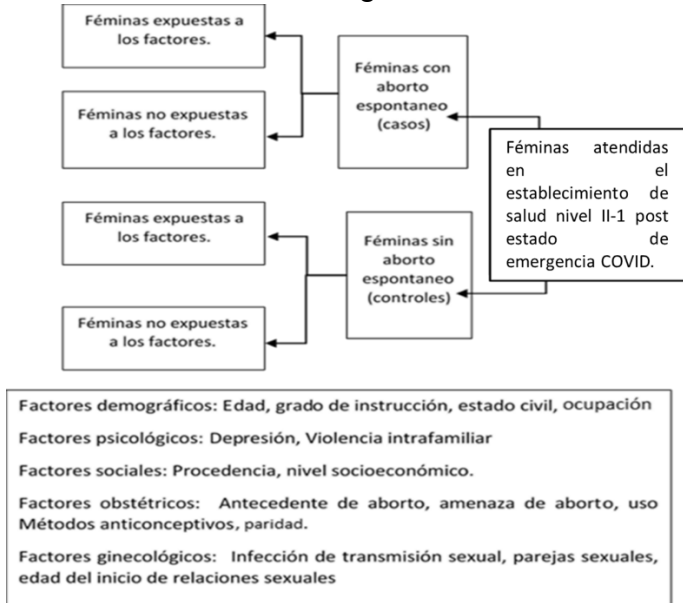 Féminas expuestas a
los factores.
Féminas no expuestas
a los factores.
Féminas con
aborto
espontaneo
(casos)
Féminas atendidas
en el
establecimiento de
salud nivel II-1 post
estado de
emergencia COVID.
Féminas expuestas a
los factores.
Féminas no expuestas
a los factores.
Féminas sin
aborto
espontaneo
(controles)
Factores demográficos: Edad, grado de instrucción, estado civil, ocupación
Factores psicológicos: Depresión, Violencia intrafamiliar
Factores sociales: Procedencia, nivel socioeconómico.
Factores obstétricos: Antecedente de aborto, amenaza de aborto, uso
Métodos anticonceptivos, paridad.
Factores ginecológicos: Infección de transmisión sexual, parejas sexuales,
edad del inicio de relaciones sexuales